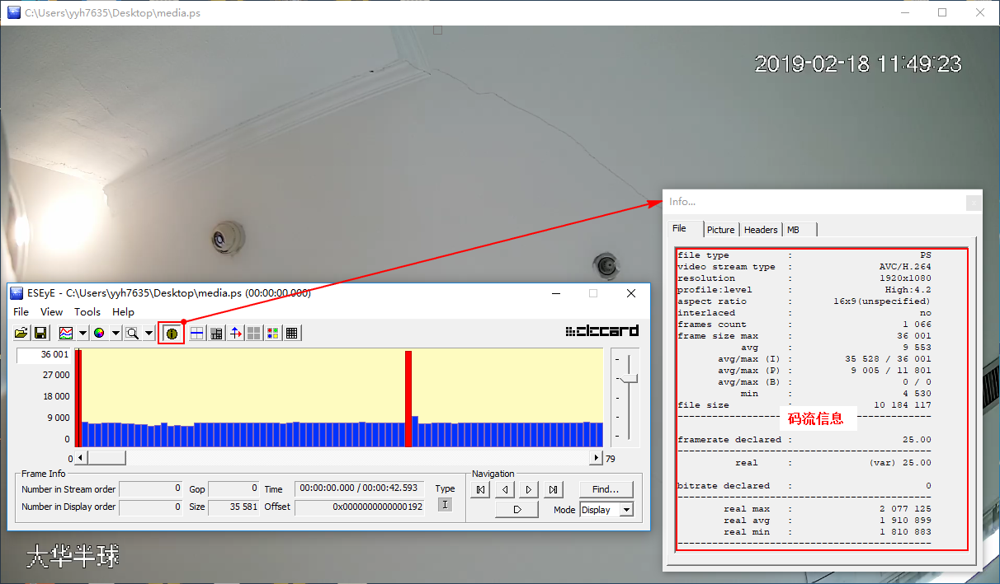 C:\Users\yyh7635\Desktop\media.ps
2019-02-18 11:49:23
Info...
File Picture Headers MB
file type : PS
video stream type : AVC/H.264
resolution : 1920x1080
profile:level : High:4.2
aspect ratio : 16x9(unspecified)
interlaced : no
frames count : 1 066
frame size max : 36 001
avg : 9 553
avg/max (I) : 35 528 / 36 001
avg/max (P) : 9 005 / 11 801
avg/max (B) : 0 / 0
min : 4 530
file size : 10 184 117
码流信息
framerate declared : 25.00
real : (var) 25.00
bitrate declared : 0
real max : 2 077 125
real avg : 1 910 899
real min : 1 810 883
ESEyE - C:\Users\yyh7635\Desktop\media.ps (00:00:00.000)
File View Tools Help
elecard
36 001
27 000
18 000
9 000
0
0 79
Frame Info
Number in Stream order 0 Gop 0 Time 00:00:00.000 / 00:00:42.593 Type
Number in Display order 0 Size 35 581 Offset 0x0000000000000192 I
Navigation
Find...
Mode Display
大华半球